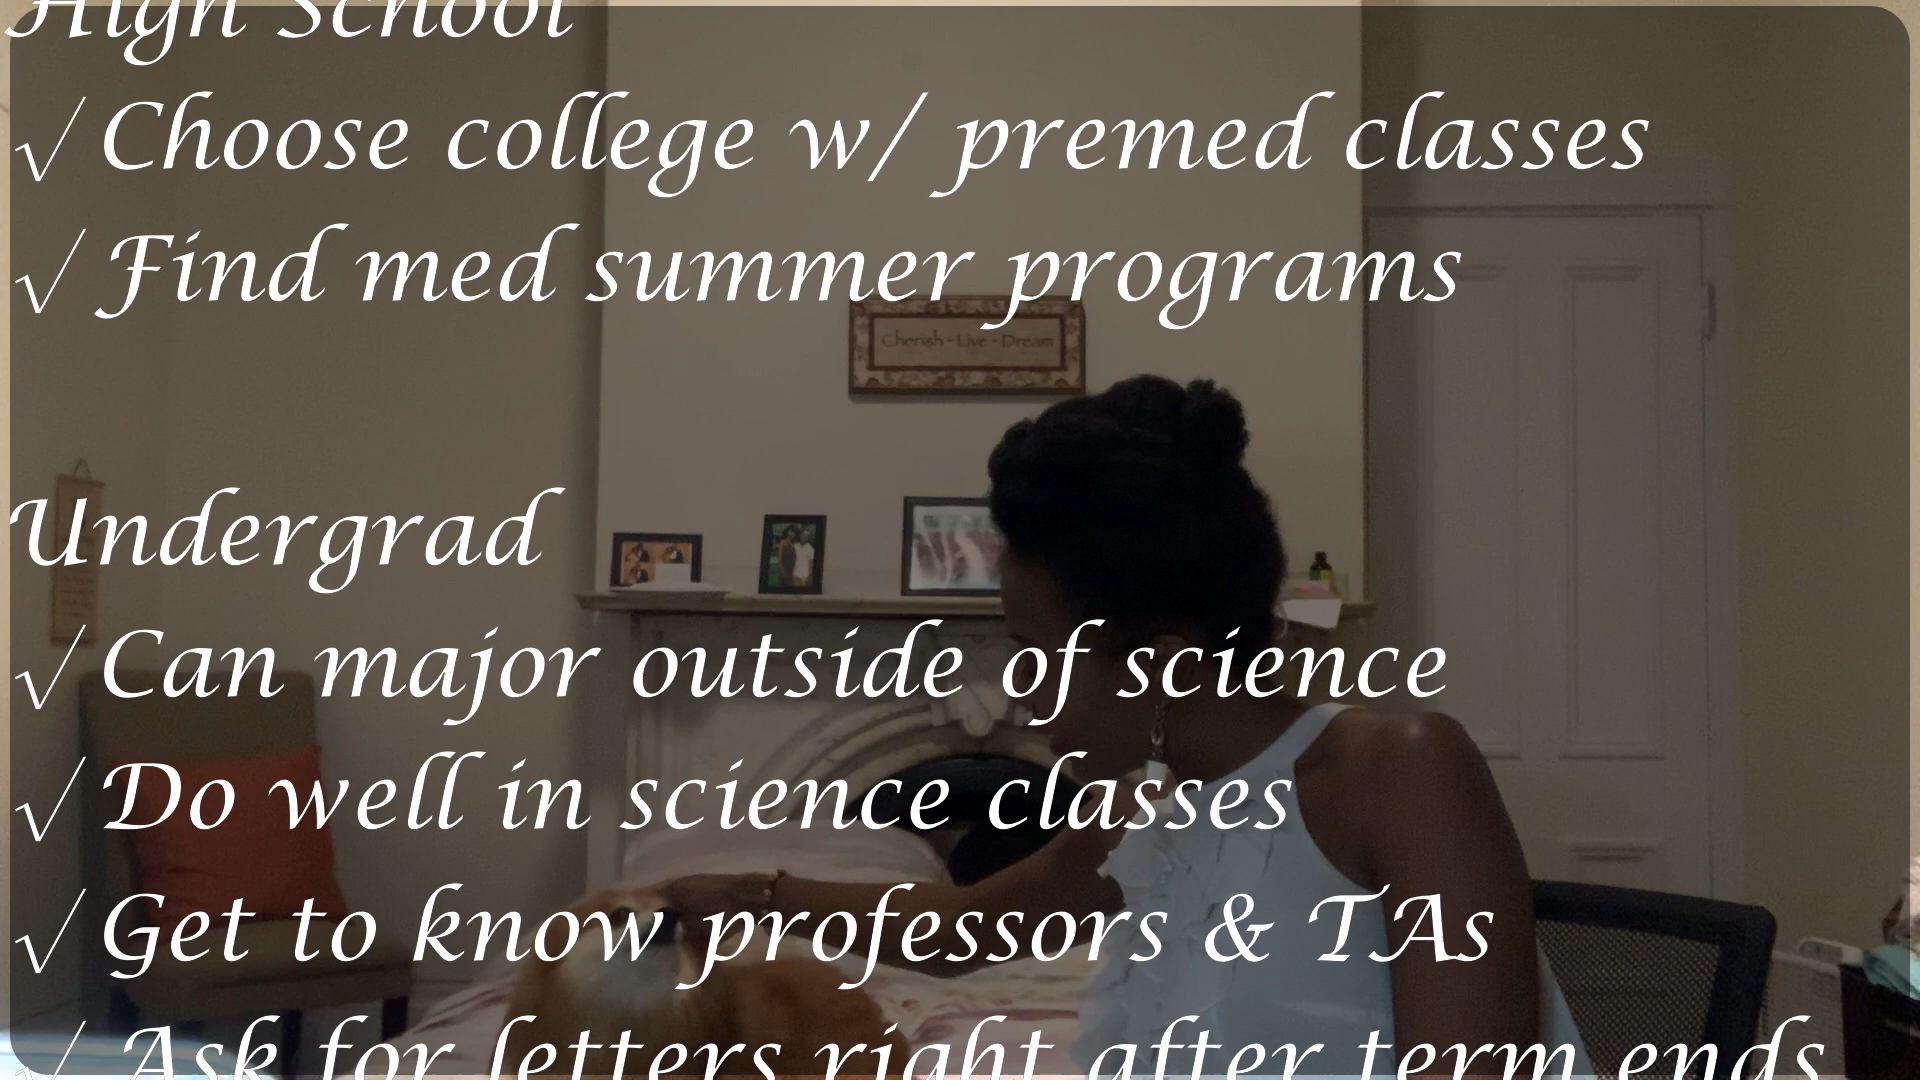 High School
√ Choose college w/ premed classes
√ Find med summer programs
Cherish - Live - Dream
Undergrad
√ Can major outside of science
√ Do well in science classes
√ Get to know professors & TAs
√ Ask for letters right after term ends